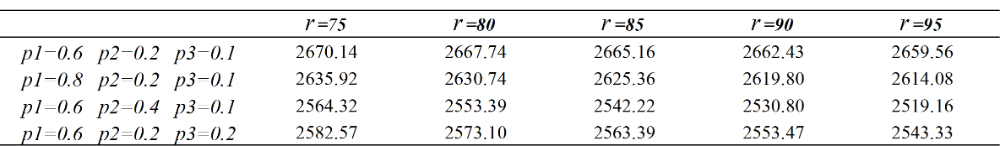 r =75 r =80 r =85 r =90 r =95
p1=0.6 p2=0.2 p3=0.1 2670.14 2667.74 2665.16 2662.43 2659.56
p1=0.8 p2=0.2 p3=0.1 2635.92 2630.74 2625.36 2619.80 2614.08
p1=0.6 p2=0.4 p3=0.1 2564.32 2553.39 2542.22 2530.80 2519.16
p1=0.6 p2=0.2 p3=0.2 2582.57 2573.10 2563.39 2553.47 2543.33